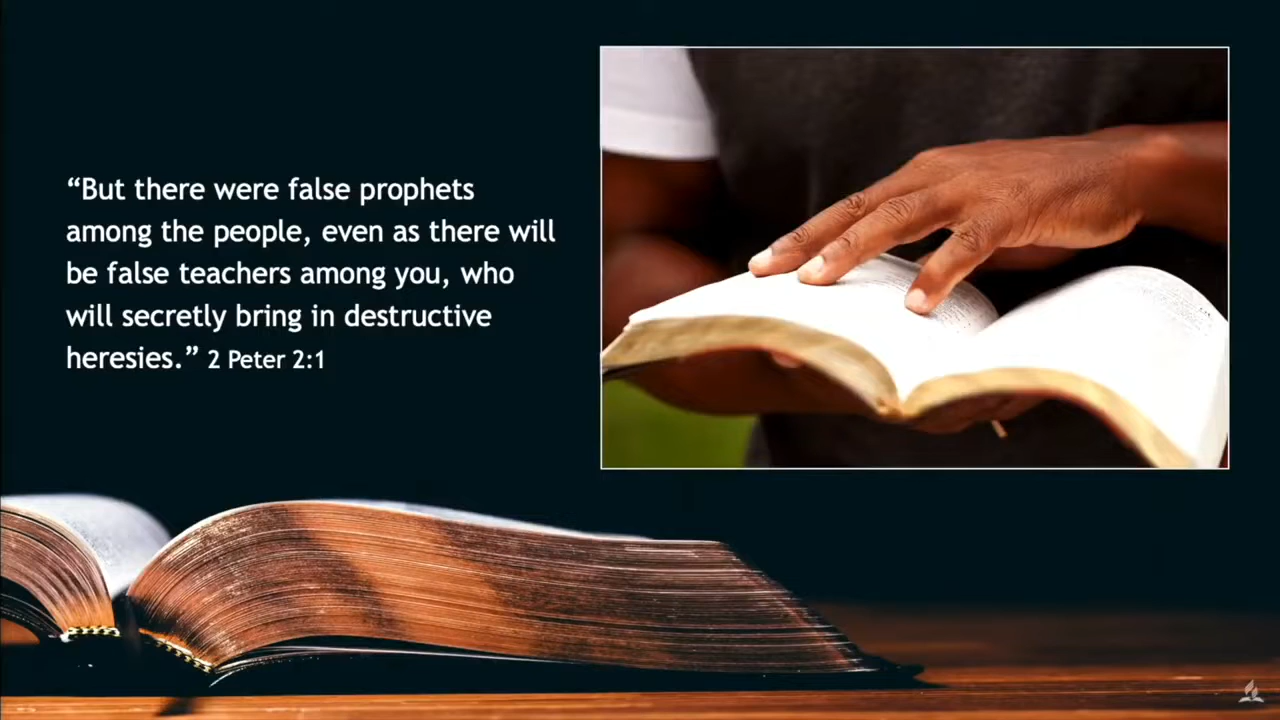 “But there were false prophets
among the people, even as there will
be false teachers among you, who
will secretly bring in destructive
heresies.” 2 Peter 2:1